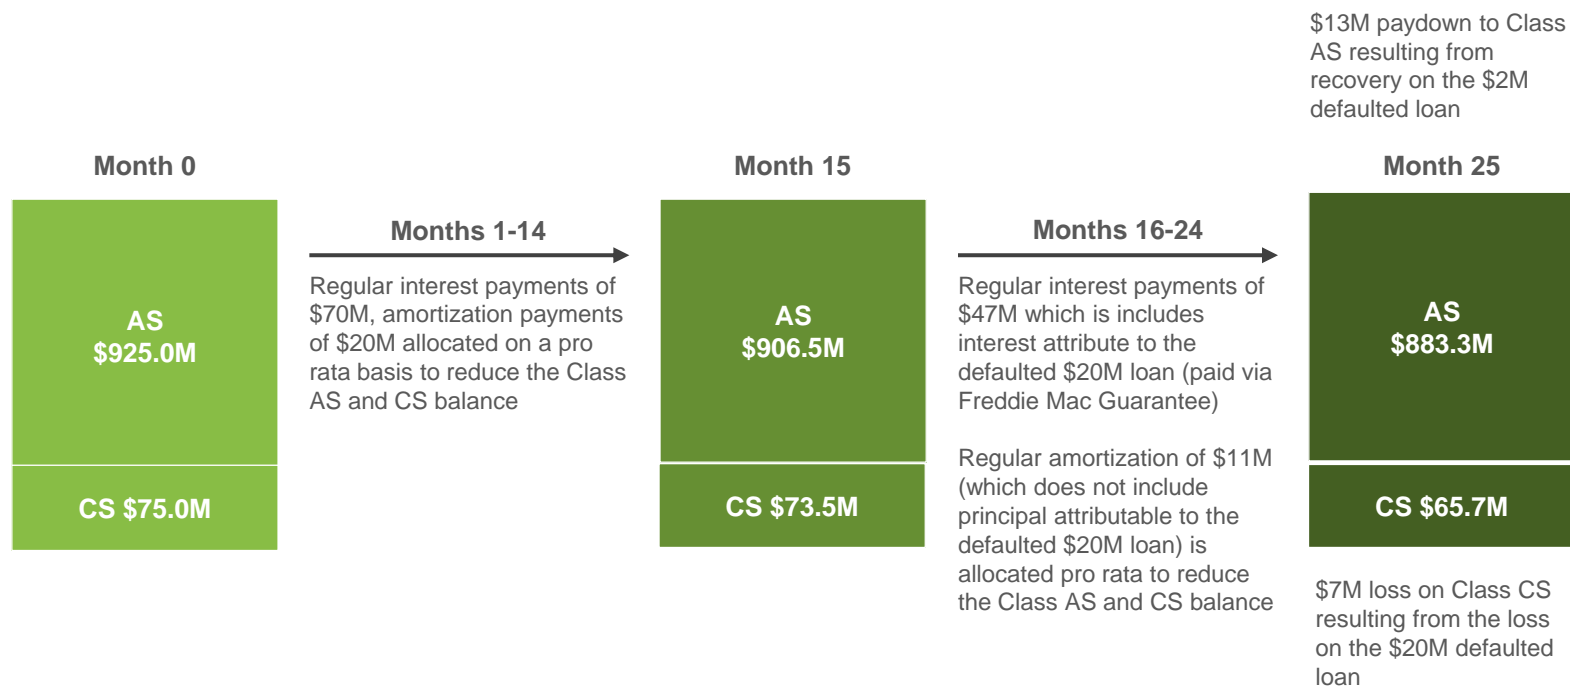 Month 0
AS
$925.0M
CS $75.0M
Months 1-14
Regular interest payments of
$70M, amortization payments
of $20M allocated on a pro
rata basis to reduce the Class
AS and CS balance
Month 15
AS
$906.5M
CS $73.5M
Months 16-24
Regular interest payments of
$47M which is includes
interest attribute to the
defaulted $20M loan (paid via
Freddie Mac Guarantee)
Regular amortization of $11M
(which does not include
principal attributable to the
defaulted $20M loan) is
allocated pro rata to reduce
the Class AS and CS balance
$13M paydown to Class
AS resulting from
recovery on the $2M
defaulted loan
Month 25
AS
$883.3M
CS $65.7M
$7M loss on Class CS
resulting from the loss
on the $20M defaulted
loan